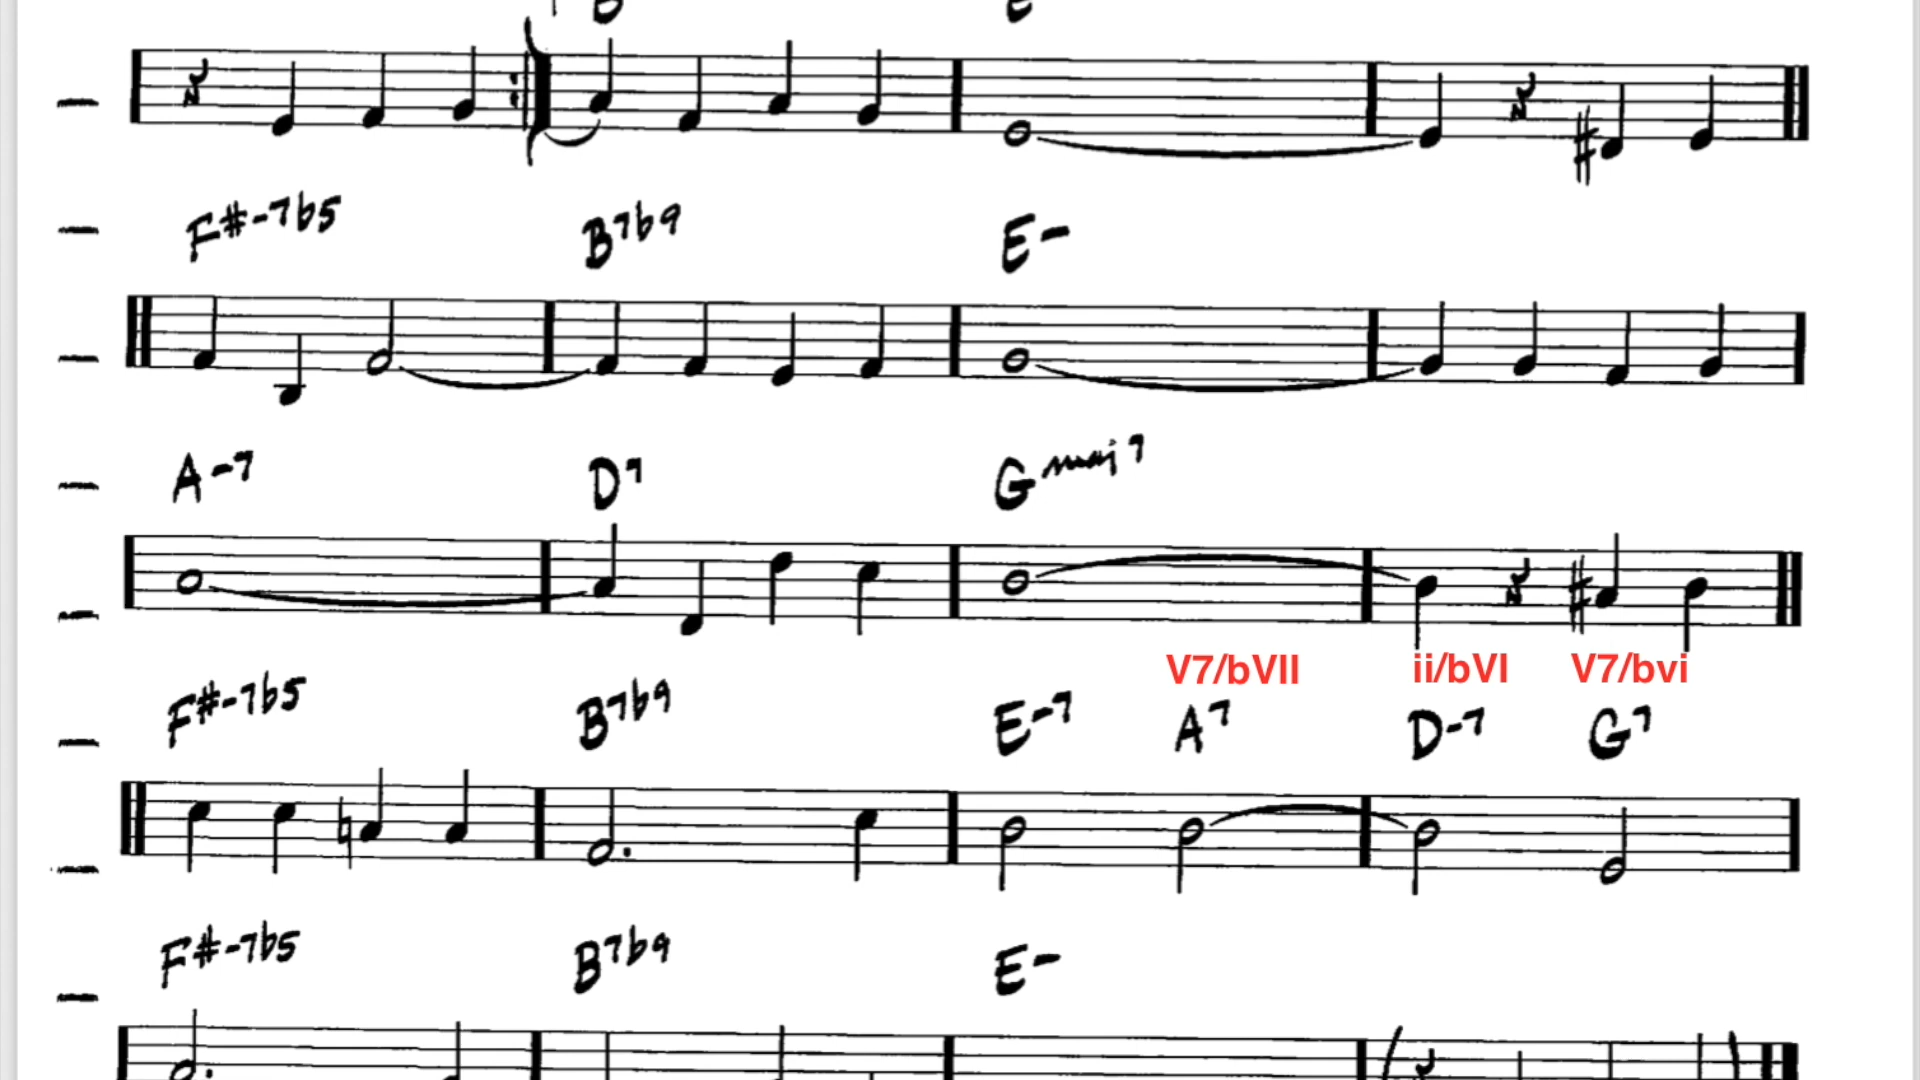 F#-7b5 B7b9 E-
A-7 D7 Gmaj7
V7/bVII ii/bVI V7/bvi
F#-7b5 B7b9 E-7 A7 D-7 G7
F#-7b5 B7b9 E-